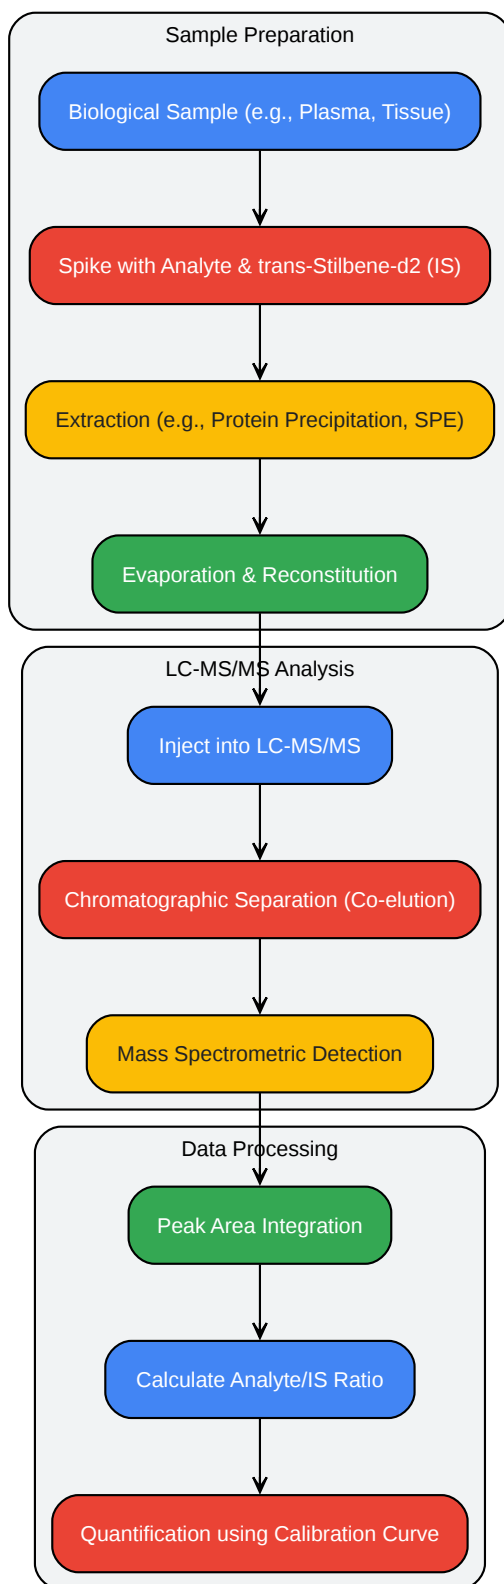 Sample Preparation
Biological Sample (e.g., Plasma, Tissue)
Spike with Analyte & trans-Stilbene-d2 (IS)
Extraction (e.g., Protein Precipitation, SPE)
Evaporation & Reconstitution
LC-MS/MS Analysis
Inject into LC-MS/MS
Chromatographic Separation (Co-elution)
Mass Spectrometric Detection
Data Processing
Peak Area Integration
Calculate Analyte/IS Ratio
Quantification using Calibration Curve